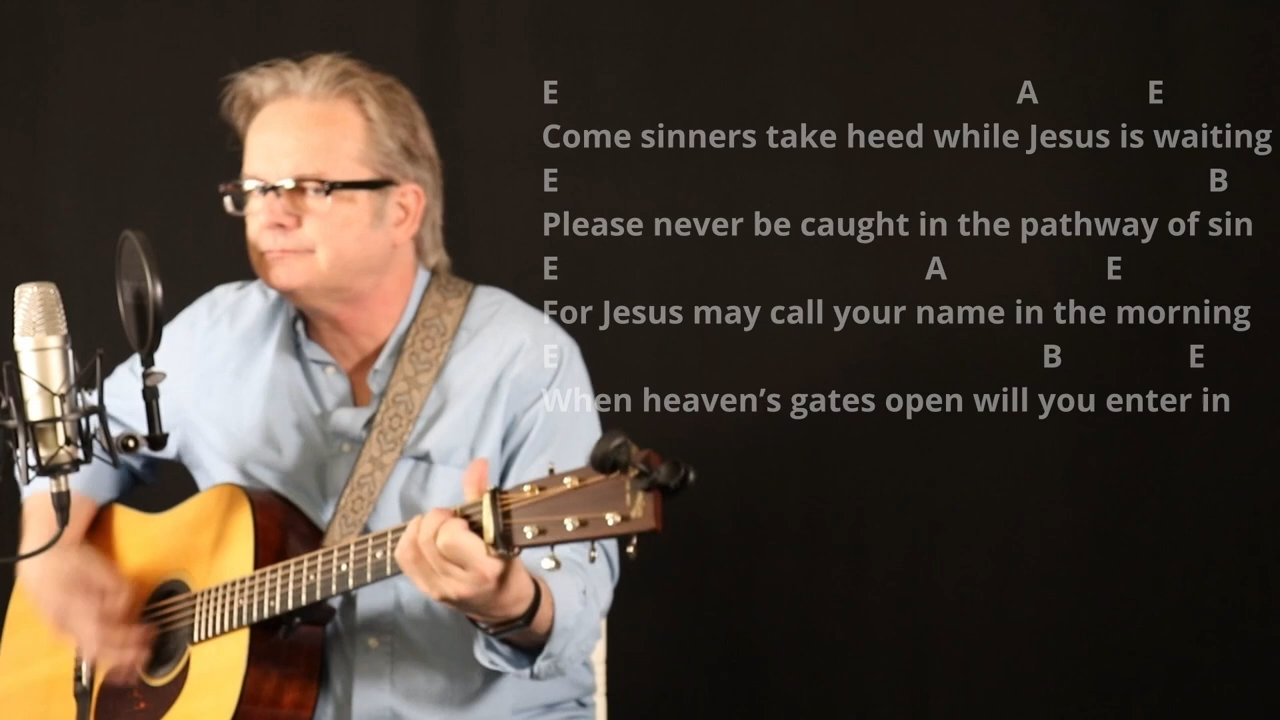 E A E
Come sinners take heed while Jesus is waiting
E B
Please never be caught in the pathway of sin
E A E
For Jesus may call your name in the morning
E B E
When heaven’s gates open will you enter in